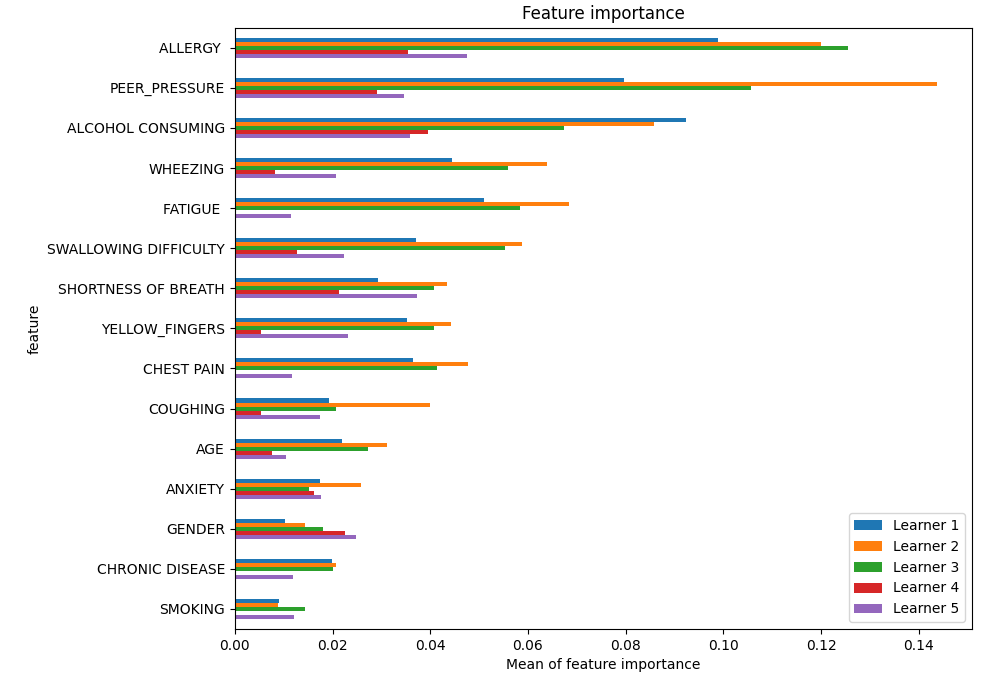 Feature importance
ALLERGY
PEER_PRESSURE
ALCOHOL CONSUMING
WHEEZING
FATIGUE
SWALLOWING DIFFICULTY
SHORTNESS OF BREATH
YELLOW_FINGERS
CHEST PAIN
COUGHING
AGE
ANXIETY
GENDER
CHRONIC DISEASE
SMOKING
feature
Learner 1
Learner 2
Learner 3
Learner 4
Learner 5
0.00 0.02 0.04 0.06 0.08 0.10 0.12 0.14
Mean of feature importance